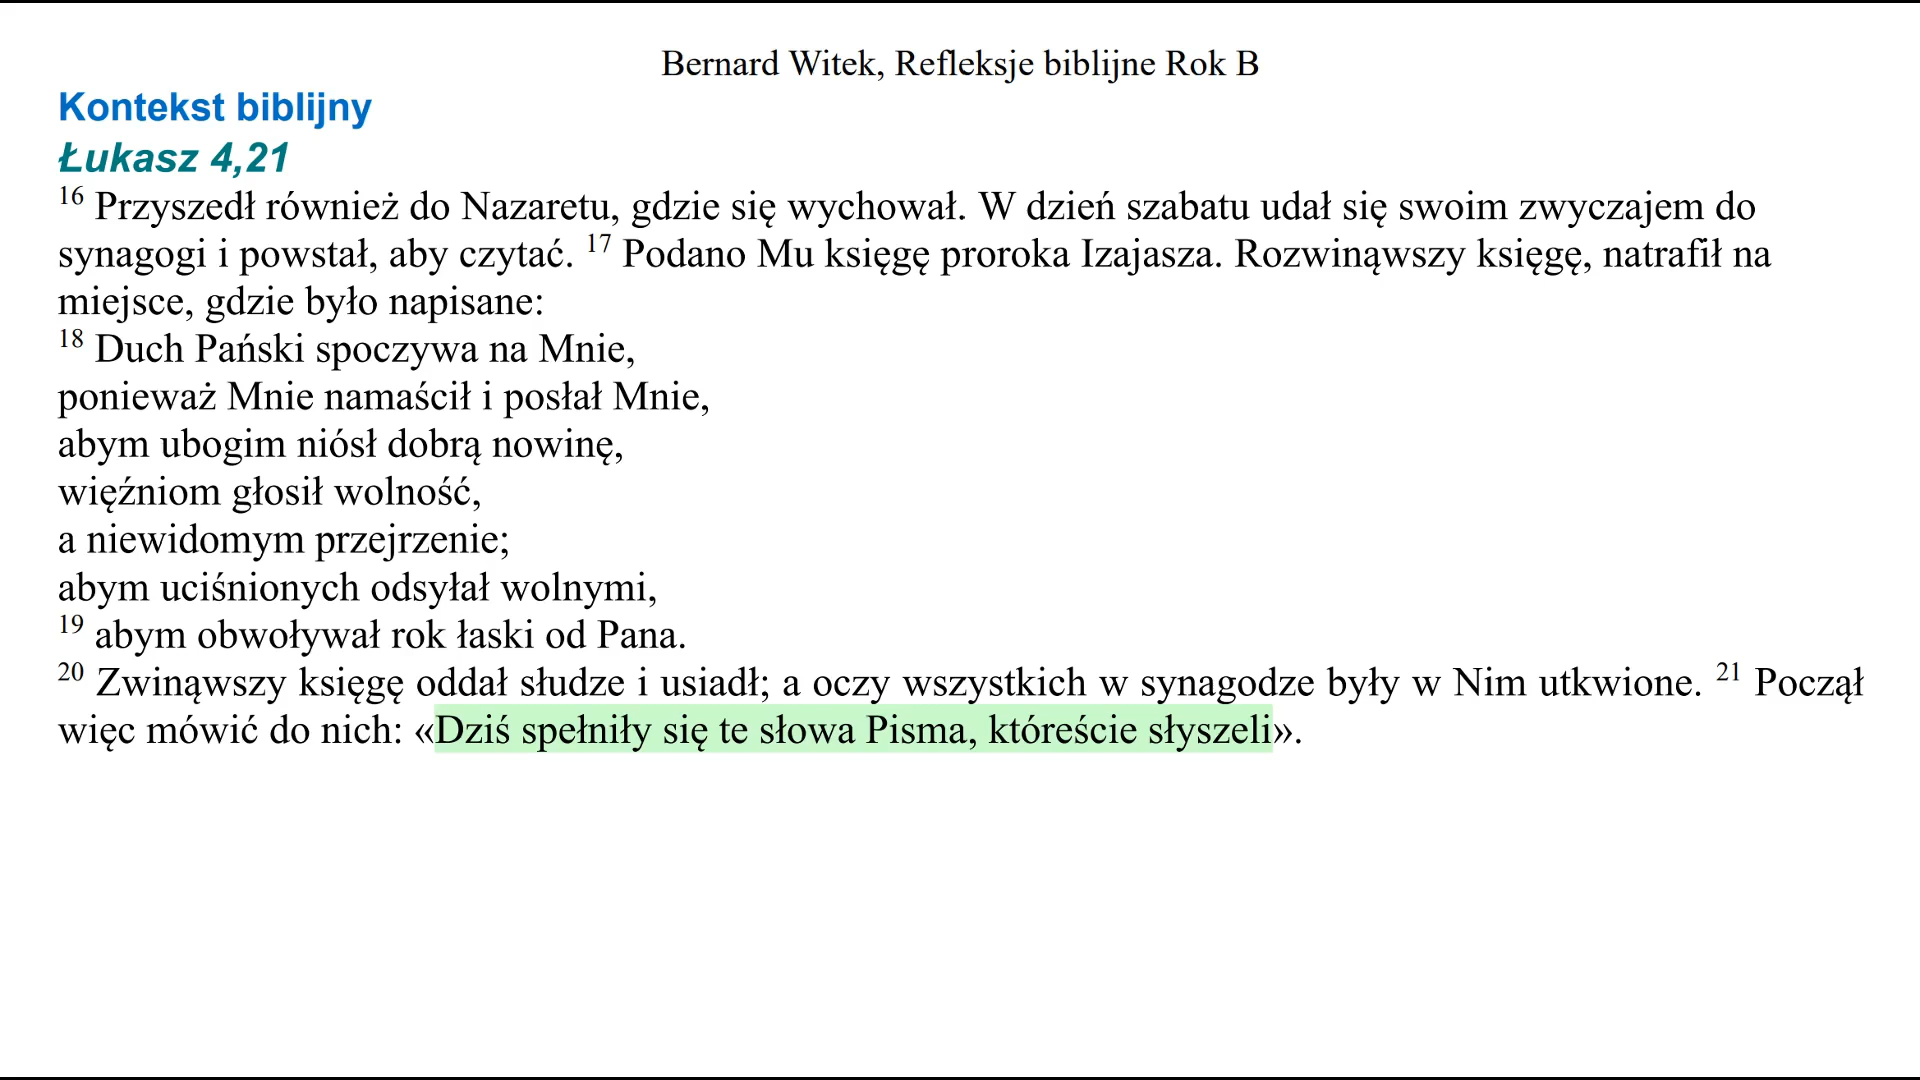 Bernard Witek, Refleksje biblijne Rok B
Kontekst biblijny
Łukasz 4,21
16 Przyszedł również do Nazaretu, gdzie się wychował. W dzień szabatu udał się swoim zwyczajem do
synagogi i powstał, aby czytać. 17 Podano Mu księgę proroka Izajasza. Rozwinąwszy księgę, natrafił na
miejsce, gdzie było napisane:
18 Duch Pański spoczywa na Mnie,
ponieważ Mnie namaścił i posłał Mnie,
abym ubogim niósł dobrą nowinę,
więźniom głosił wolność,
a niewidomym przejrzenie;
abym uciśnionych odsyłał wolnymi,
19 abym obwoływał rok łaski od Pana.
20 Zwinąwszy księgę oddał słudze i usiadł; a oczy wszystkich w synagodze były w Nim utkwione. 21 Począł
więc mówić do nich: «Dziś spełniły się te słowa Pisma, któreście słyszeli».